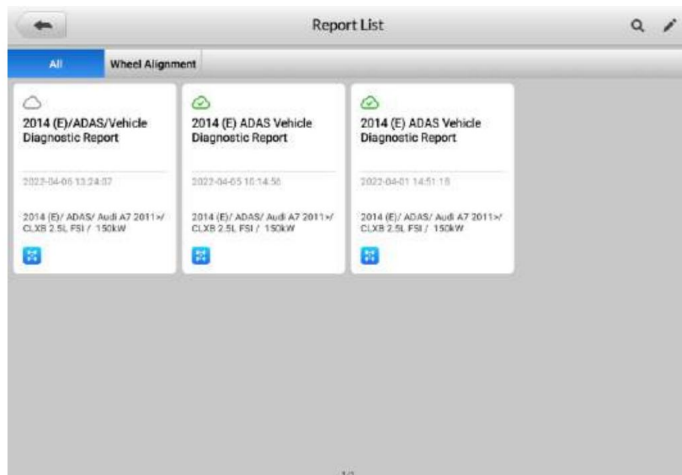 Report List
All
Wheel Alignment
2014 (E)/ADAS/Vehicle
Diagnostic Report
2022-04-06 13:24:07
2014 (E)/ ADAS/ Audi A7 2011>/
CLXB 2.5L FSI / 150kW
2014 (E) ADAS Vehicle
Diagnostic Report
2022-04-05 16:14:56
2014 (E)/ ADAS/ Audi A7 2011>/
CLXB 2.5L FSI / 150kW
2014 (E) ADAS Vehicle
Diagnostic Report
2022-04-01 14:51:18
2014 (E)/ ADAS/ Audi A7 2011>/
CLXB 2.5L FSI / 150kW